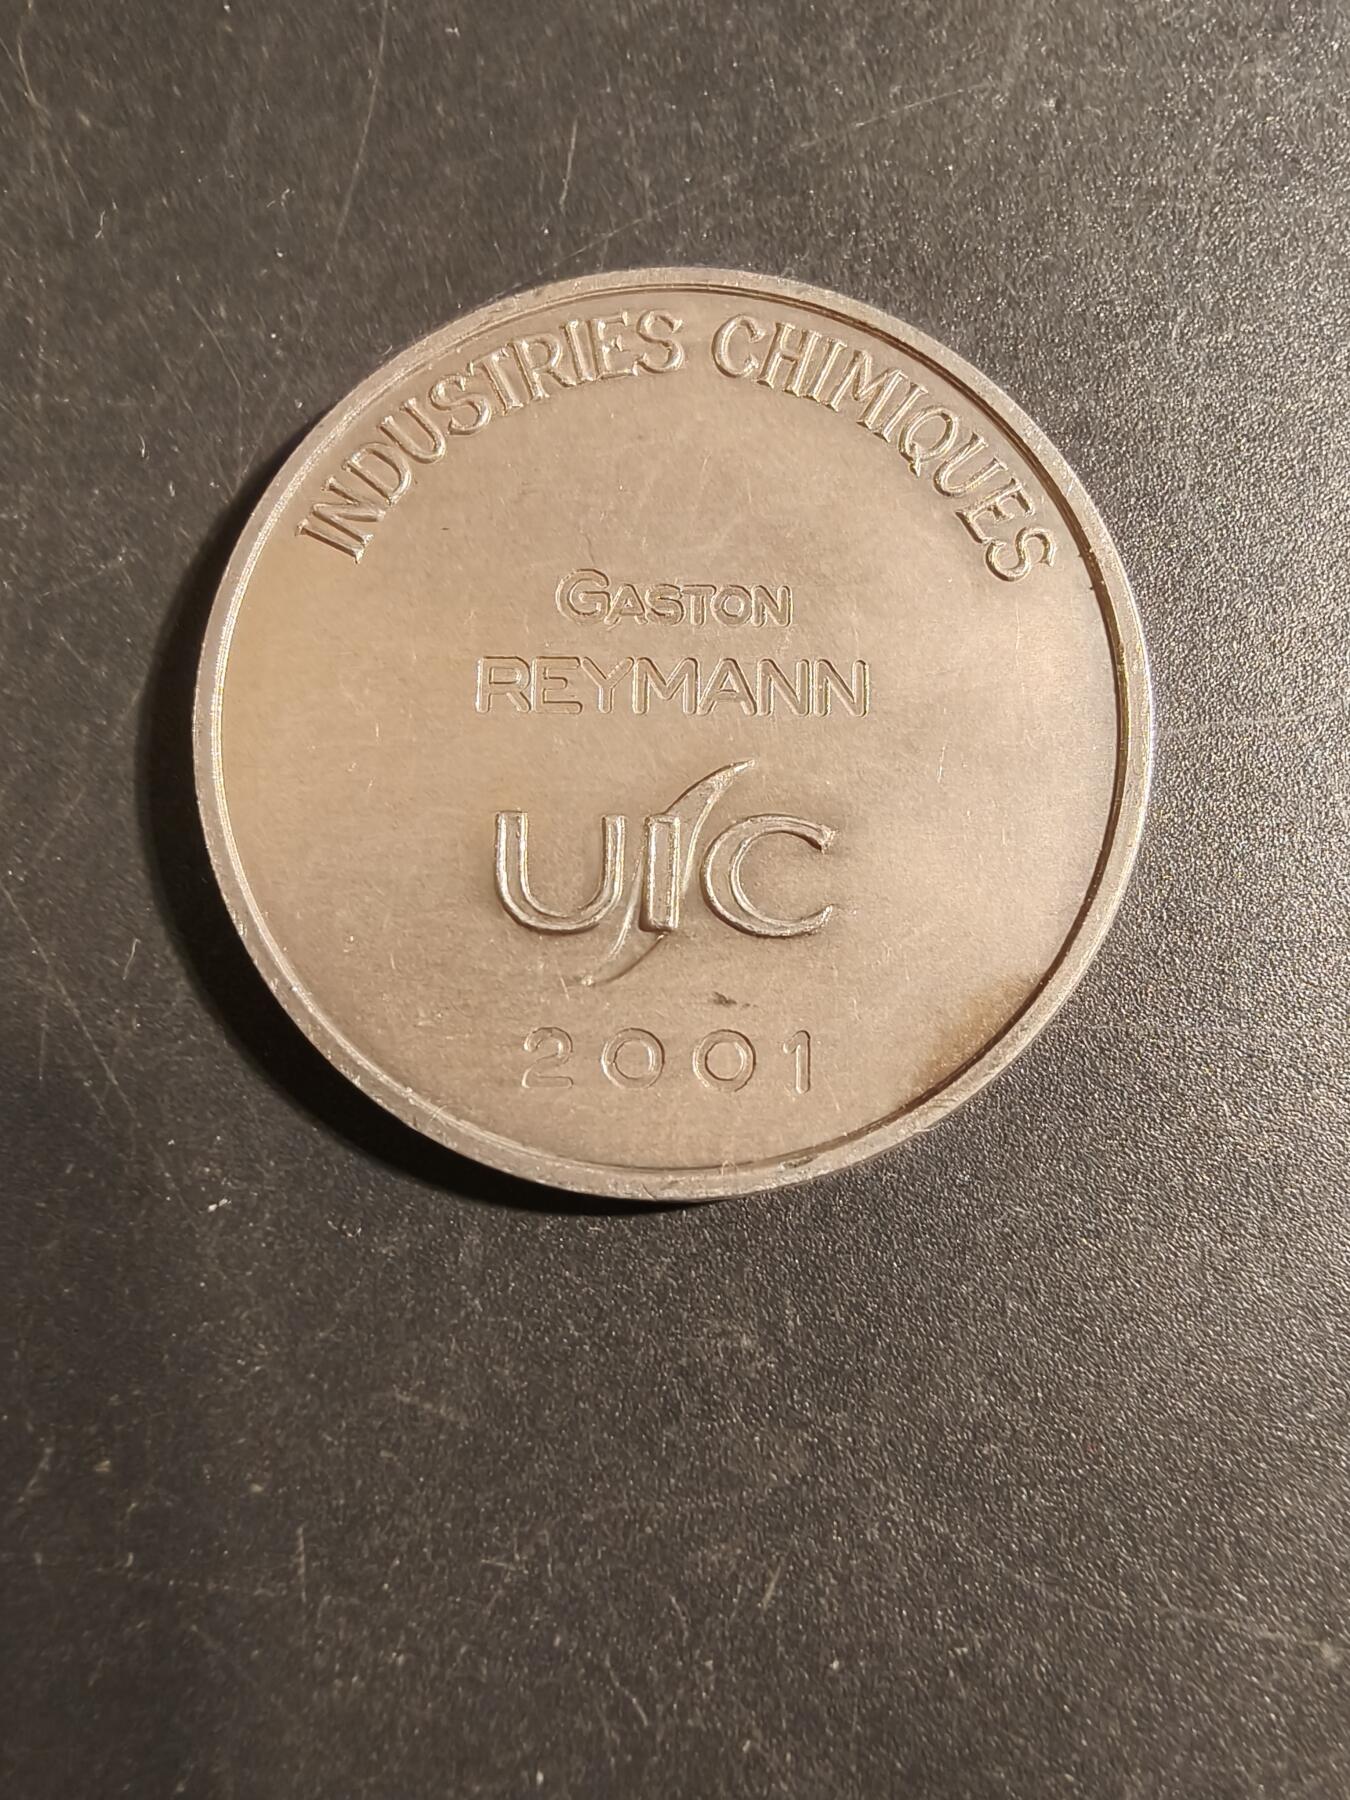 INDUSTRIES CHIMIQUES
GASTON
REYMANN
UIC
2001